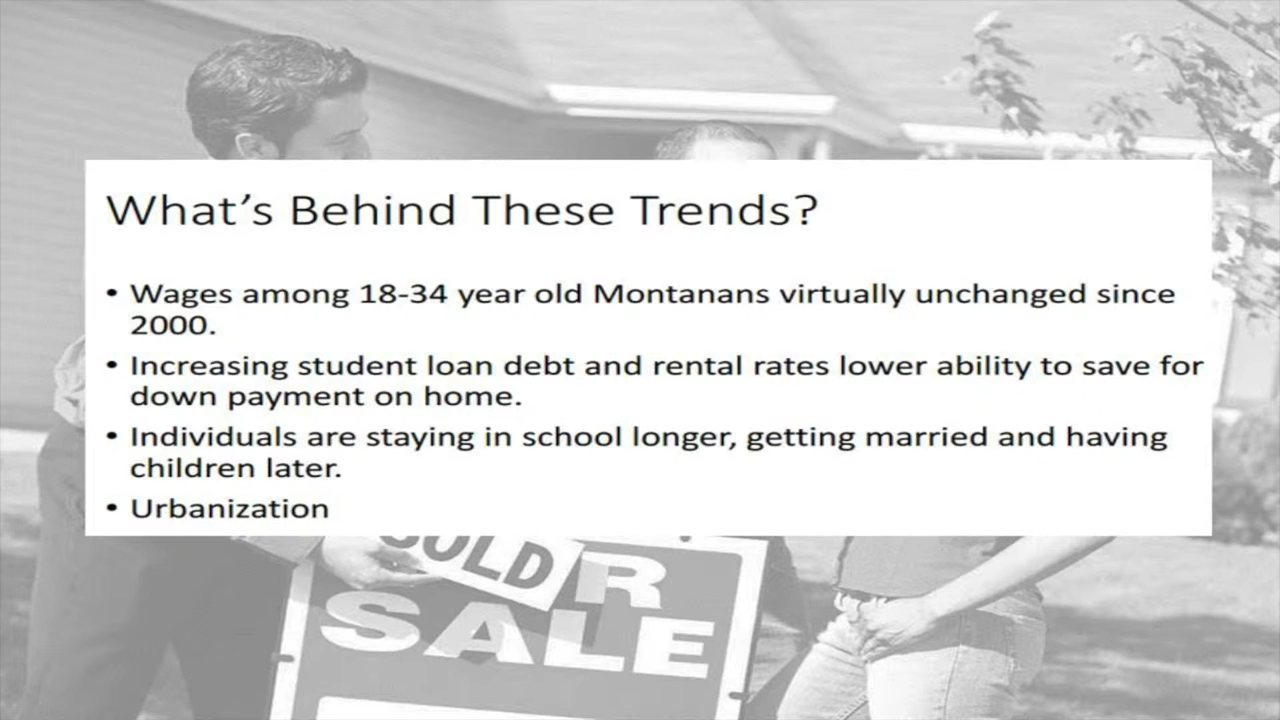 What's Behind These Trends?
• Wages among 18-34 year old Montanans virtually unchanged since
2000.
• Increasing student loan debt and rental rates lower ability to save for
down payment on home.
• Individuals are staying in school longer, getting married and having
children later.
• Urbanization
SOLD
R
SALE